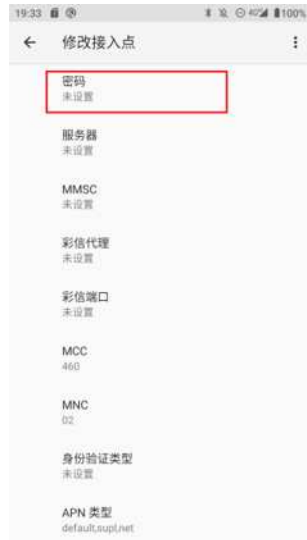 19:33 100%
修改接入点
密码
未设置
服务器
未设置
MMSC
未设置
彩信代理
未设置
彩信端口
未设置
MCC
460
MNC
02
身份验证类型
未设置
APN 类型
default,supl,net